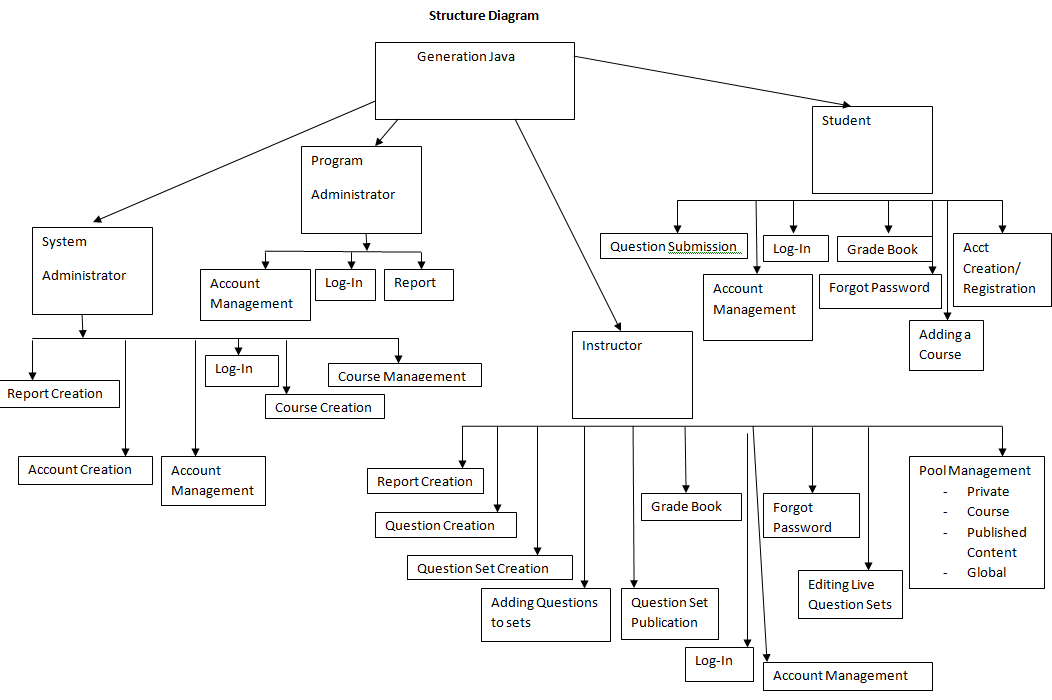 Structure Diagram
Generation Java
Student
Program
Administrator
System
Administrator
Question Submission
Log-In
Grade Book
Acct
Creation/
Registration
Account
Management
Forgot Password
Adding a
Course
Account
Management
Log-In
Report
Instructor
Log-In
Course Management
Report Creation
Course Creation
Account Creation
Account
Management
Report Creation
Question Creation
Question Set Creation
Adding Questions
to sets
Question Set
Publication
Grade Book
Log-In
Account Management
Forgot
Password
Editing Live
Question Sets
Pool Management
- Private
- Course
- Published
Content
- Global